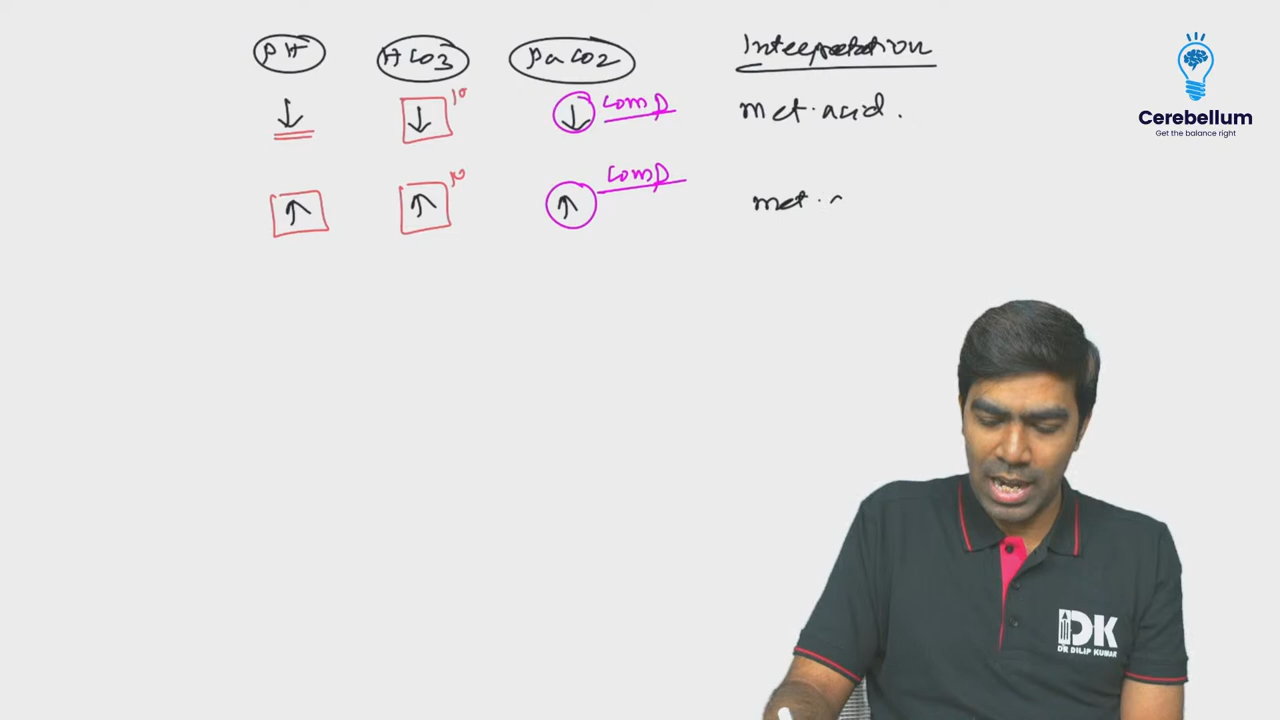 PH HCO3 PaCO2 Interpretation
↓ ↓ 1° ↓ comp met. acid.
↑ ↑ 1° ↑ comp met.
Cerebellum
Get the balance right
DK
DR DILIP KUMAR